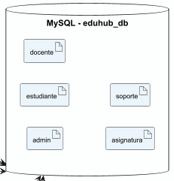 MySQL - eduhub_db
docente
estudiante
soporte
admin
asignatura